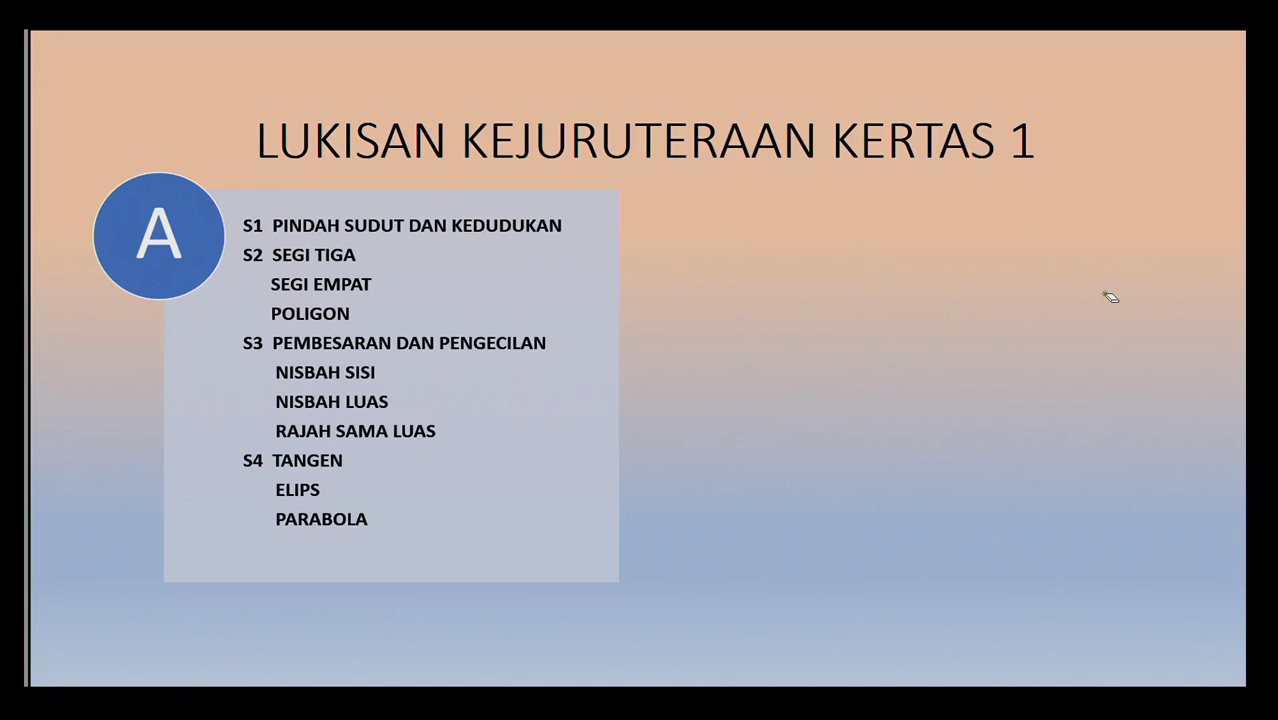 LUKISAN KEJURUTERAAN KERTAS 1
A
S1 PINDAH SUDUT DAN KEDUDUKAN
S2 SEGI TIGA
SEGI EMPAT
POLIGON
S3 PEMBESARAN DAN PENGECILAN
NISBAH SISI
NISBAH LUAS
RAJAH SAMA LUAS
S4 TANGEN
ELIPS
PARABOLA